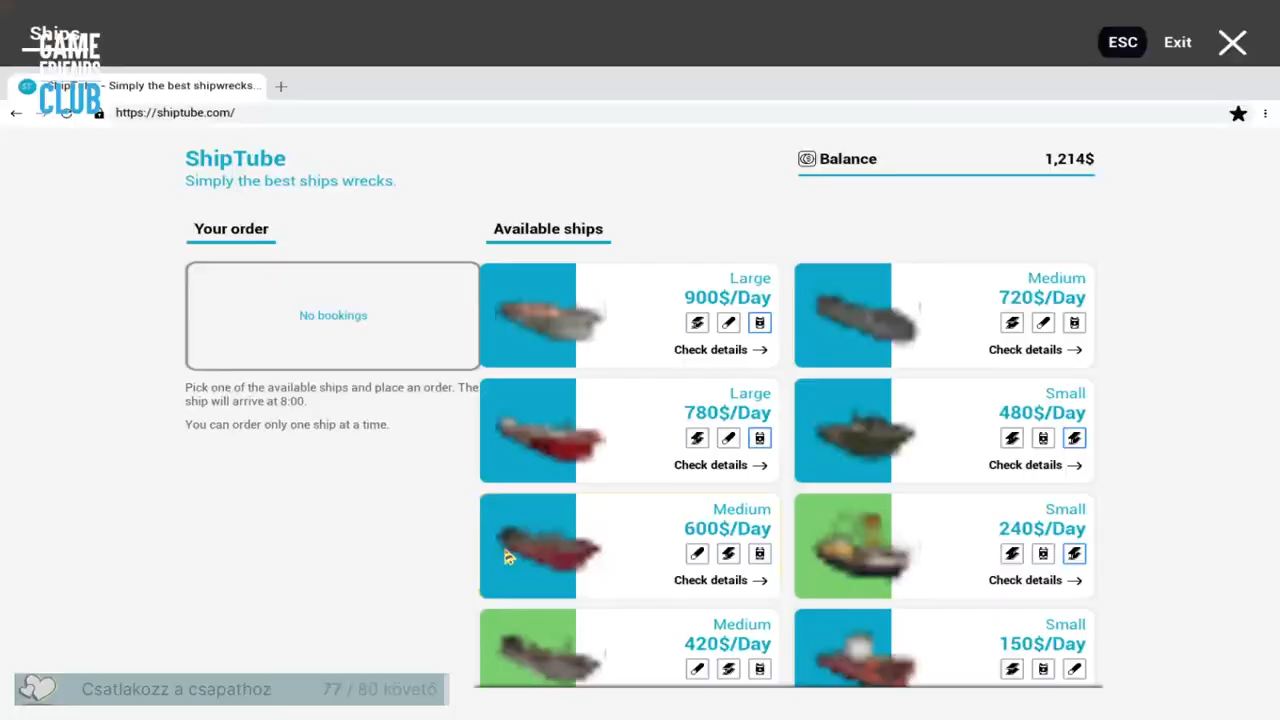 Ships
GAME
FRIENDS
CLUB
ESC
Exit
- Simply the best shipwrecks...
https://shiptube.com/
ShipTube
Simply the best ships wrecks.
Balance
1,214$
Your order
Available ships
No bookings
Pick one of the available ships and place an order. The
ship will arrive at 8:00.
You can order only one ship at a time.
Large
900$/Day
Check details
Medium
720$/Day
Check details
Large
780$/Day
Check details
Small
480$/Day
Check details
Medium
600$/Day
Check details
Small
240$/Day
Check details
Medium
420$/Day
Small
150$/Day
Csatlakozz a csapathoz
77 / 80 követő